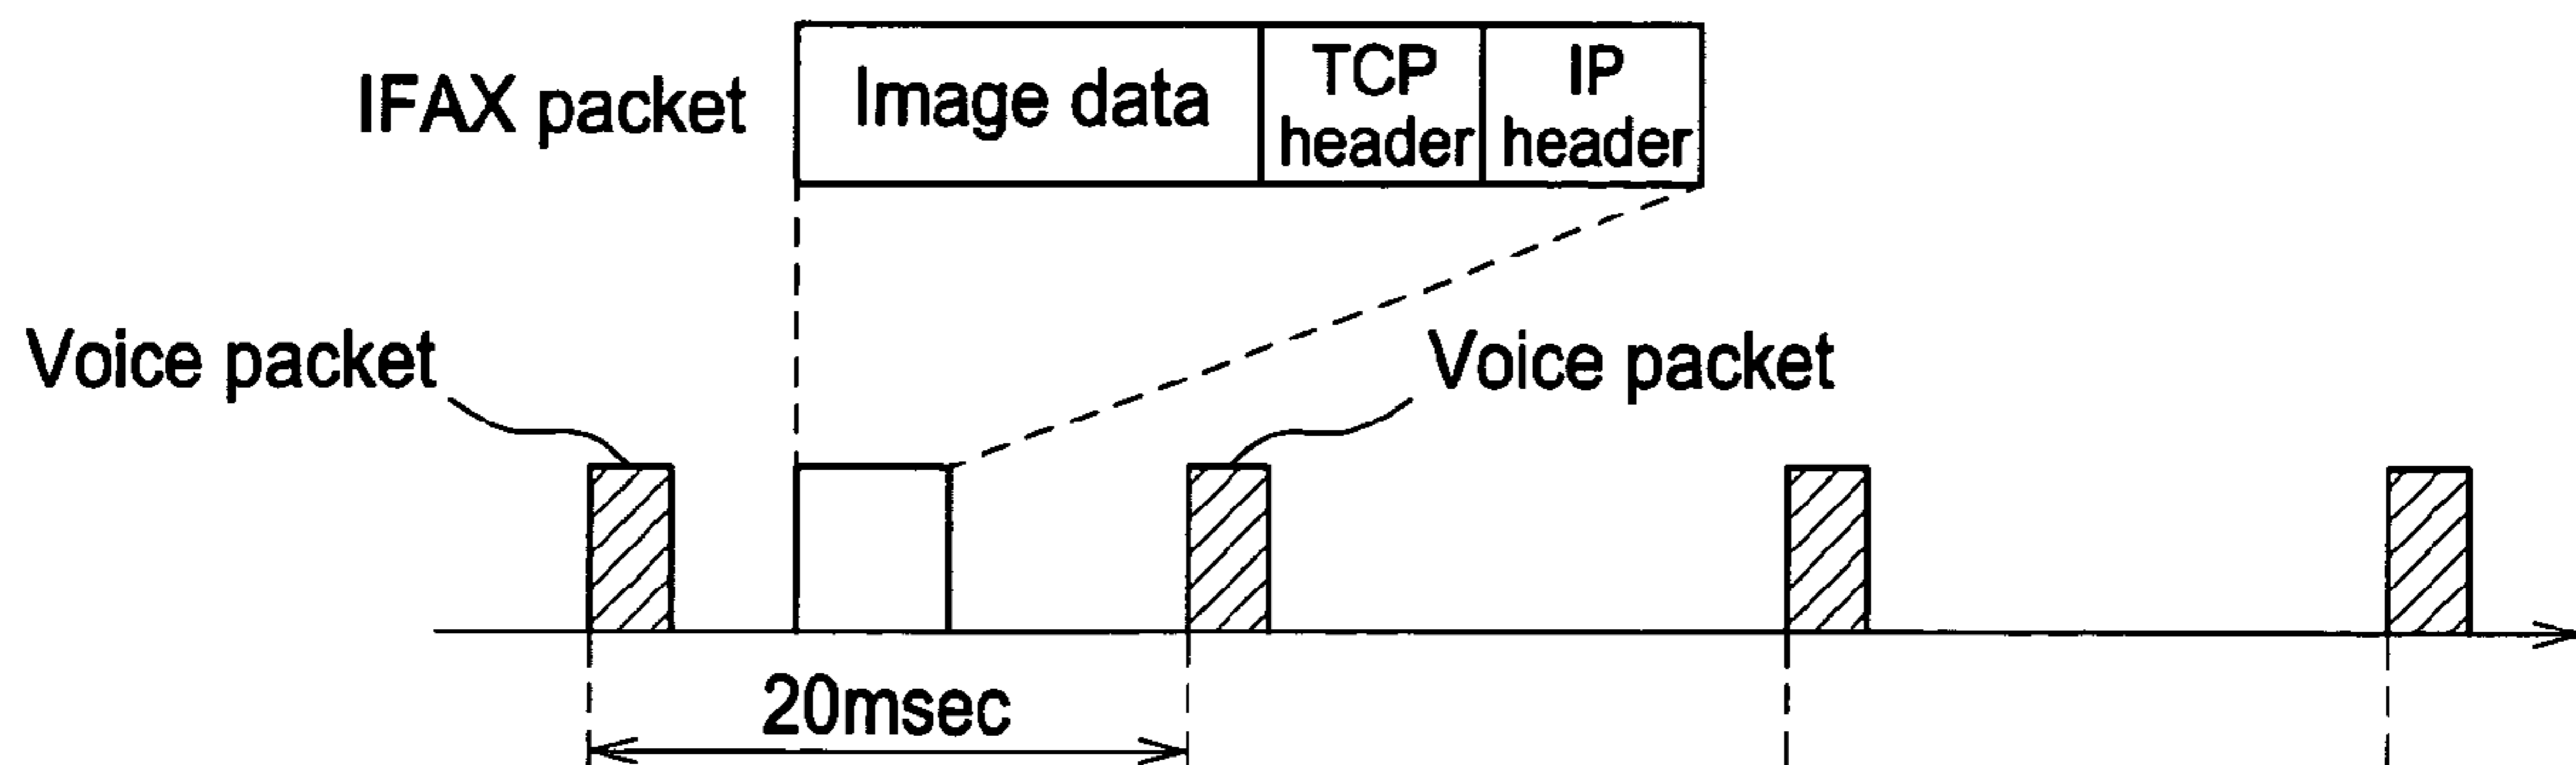 IFAX packet
Image data
TCP
header
IP
header
Voice packet
Voice packet
20msec